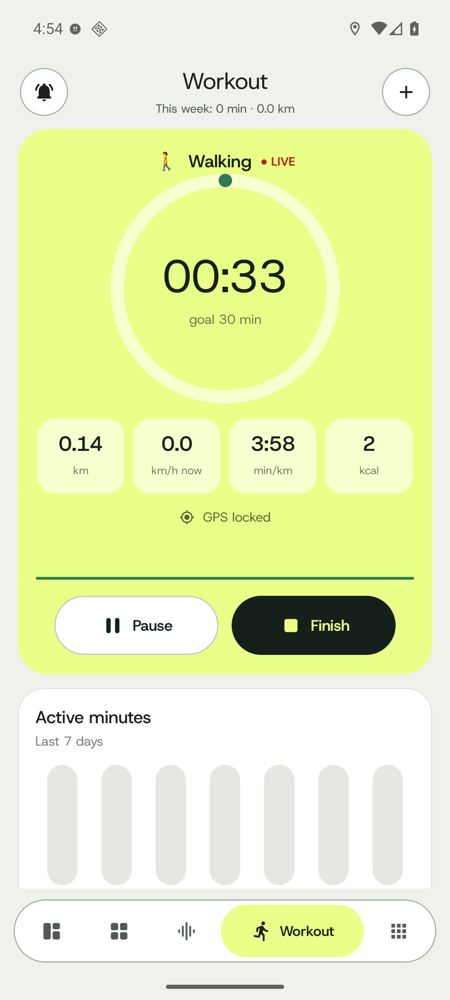 4:54
Workout
This week: 0 min · 0.0 km
Walking • LIVE
00:33
goal 30 min
0.14 0.0 3:58 2
km km/h now min/km kcal
GPS locked
Pause Finish
Active minutes
Last 7 days
Workout